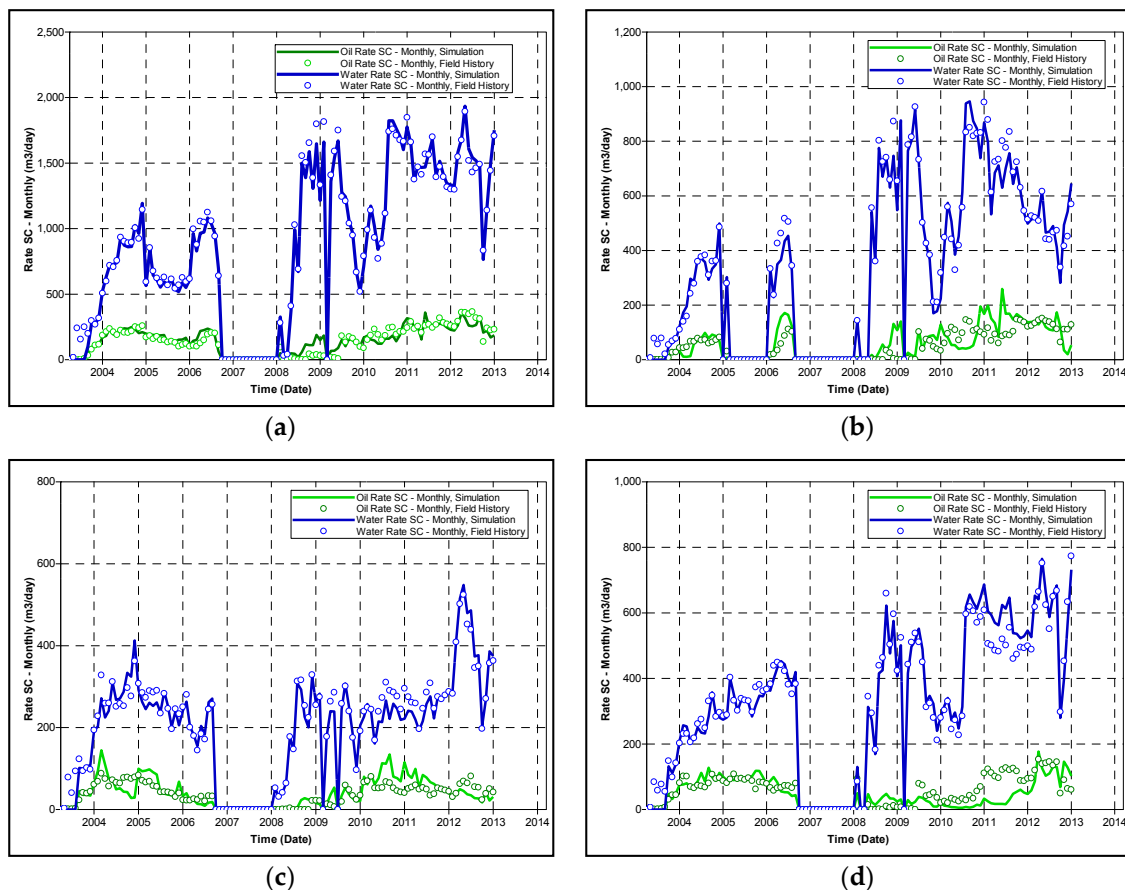 2,500
2,000
1,500
1,000
500
0
Rate SC - Monthly (m3/day)
Oil Rate SC - Monthly, Simulation
Oil Rate SC - Monthly, Field History
Water Rate SC - Monthly, Simulation
Water Rate SC - Monthly, Field History
2004 2005 2006 2007 2008 2009 2010 2011 2012 2013 2014
Time (Date)
(a)
1,200
1,000
800
600
400
200
0
Rate SC - Monthly (m3/day)
Oil Rate SC - Monthly, Simulation
Oil Rate SC - Monthly, Field History
Water Rate SC - Monthly, Simulation
Water Rate SC - Monthly, Field History
2004 2005 2006 2007 2008 2009 2010 2011 2012 2013 2014
Time (Date)
(b)
800
600
400
200
0
Rate SC - Monthly (m3/day)
Oil Rate SC - Monthly, Simulation
Oil Rate SC - Monthly, Field History
Water Rate SC - Monthly, Simulation
Water Rate SC - Monthly, Field History
2004 2005 2006 2007 2008 2009 2010 2011 2012 2013 2014
Time (Date)
(c)
1,000
800
600
400
200
0
Rate SC - Monthly (m3/day)
Oil Rate SC - Monthly, Simulation
Oil Rate SC - Monthly, Field History
Water Rate SC - Monthly, Simulation
Water Rate SC - Monthly, Field History
2004 2005 2006 2007 2008 2009 2010 2011 2012 2013 2014
Time (Date)
(d)